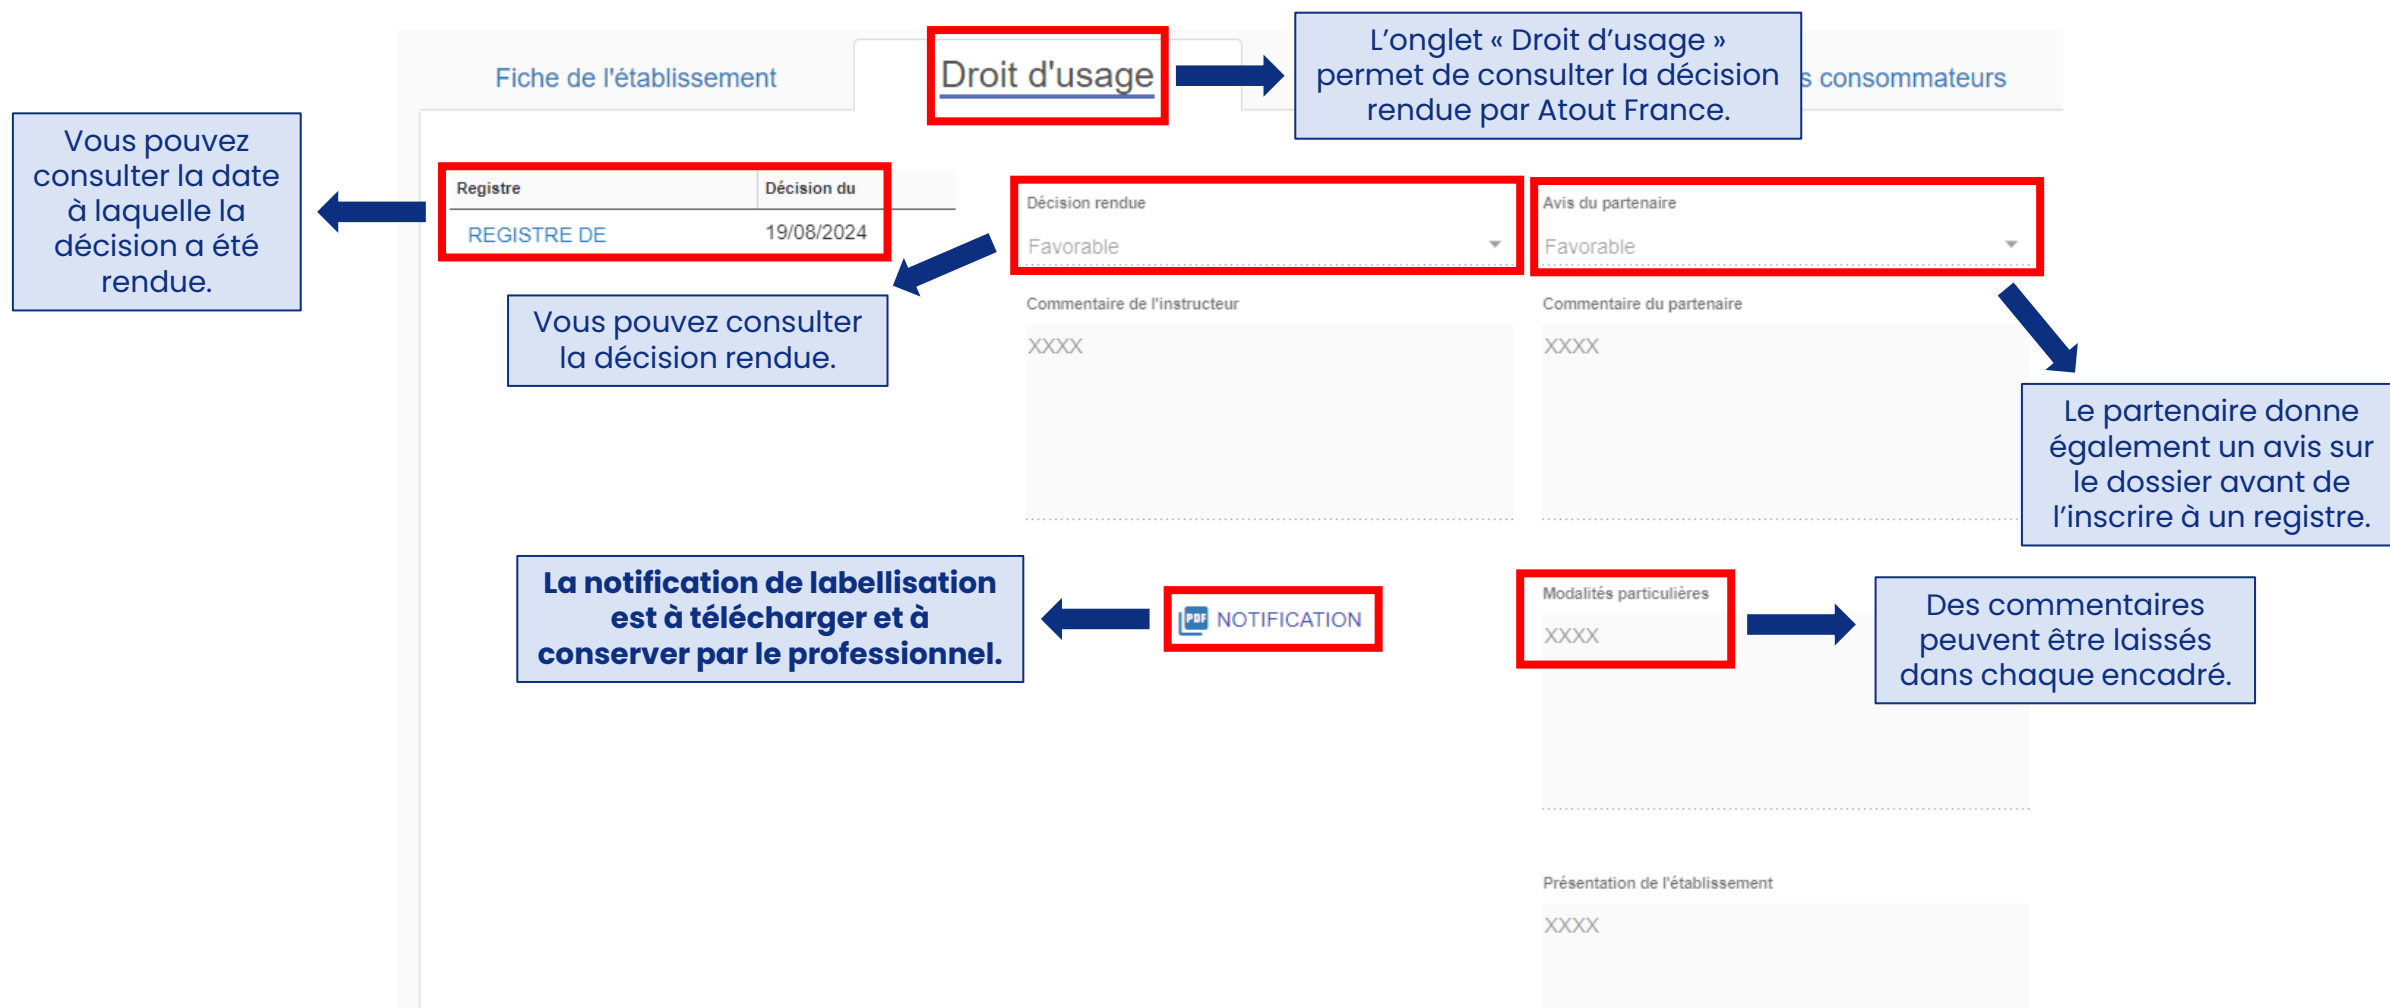 Fiche de l'établissement
Droit d'usage
L'onglet « Droit d'usage »
permet de consulter la décision
rendue par Atout France.
s consommateurs
Vous pouvez
consulter la date
à laquelle la
décision a été
rendue.
Registre
Décision du
REGISTRE DE
19/08/2024
Décision rendue
Favorable
Avis du partenaire
Favorable
Vous pouvez consulter
la décision rendue.
Commentaire de l'instructeur
XXXX
Commentaire du partenaire
XXXX
Le partenaire donne
également un avis sur
le dossier avant de
l'inscrire à un registre.
La notification de labellisation
est à télécharger et à
conserver par le professionnel.
PDF NOTIFICATION
Modalités particulières
XXXX
Des commentaires
peuvent être laissés
dans chaque encadré.
Présentation de l'établissement
XXXX